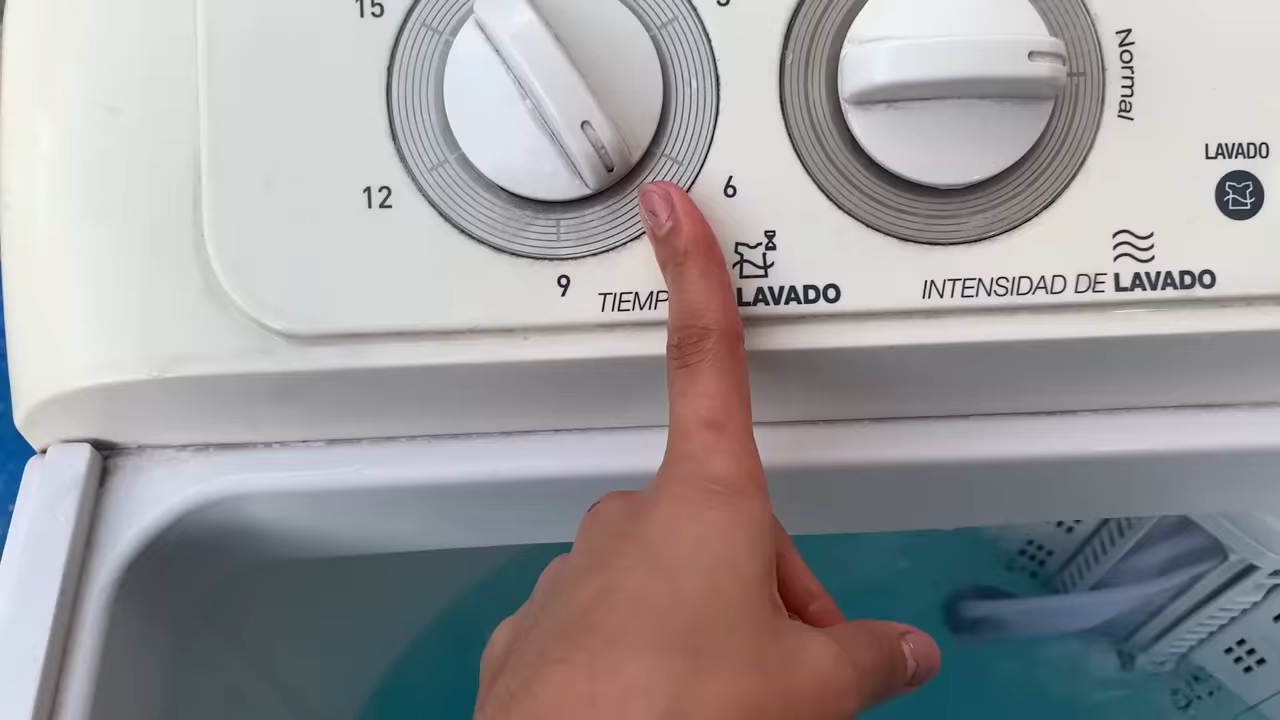 15
Normal
LAVADO
12
6
9
TIEMP LAVADO
INTENSIDAD DE LAVADO